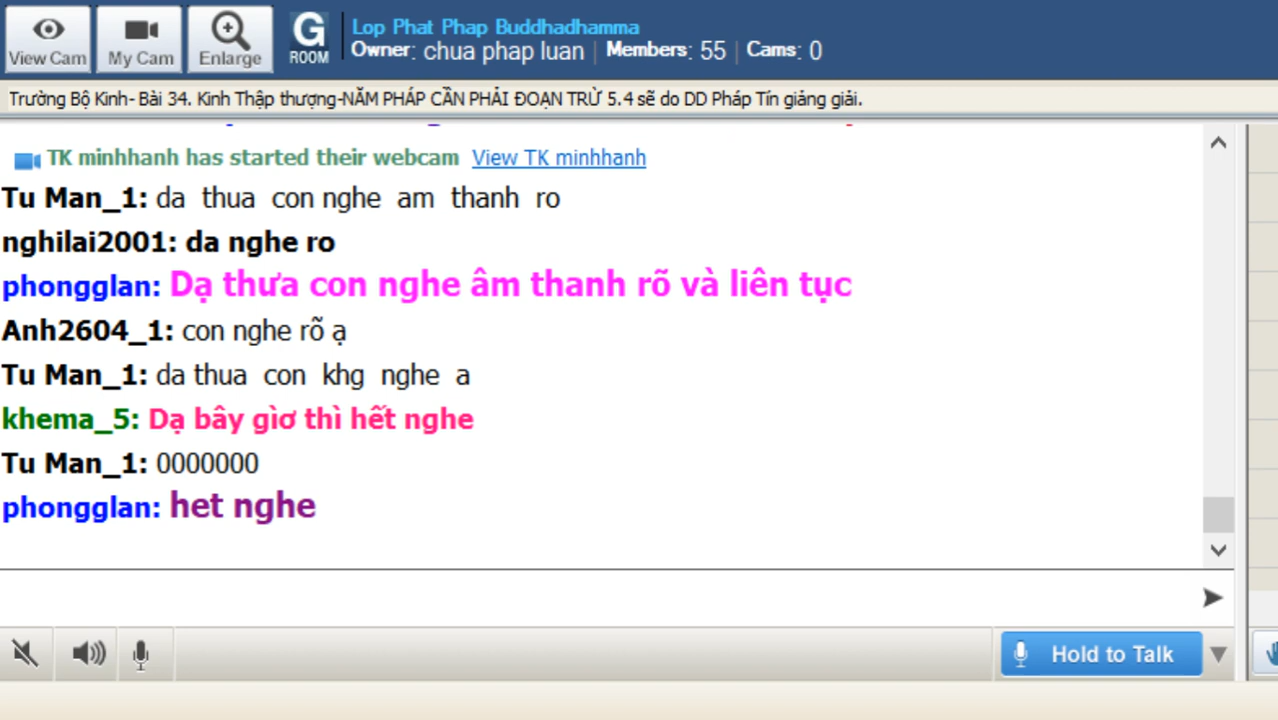 View Cam
My Cam
Enlarge
G
ROOM
Lop Phat Phap Buddhadhamma
Owner: chua phap luan | Members: 55 | Cams: 0
Trường Bộ Kinh- Bài 34. Kinh Thập thượng-NĂM PHÁP CẦN PHẢI ĐOẠN TRỪ 5.4 sẽ do DD Pháp Tín giảng giải.
TK minhhanh has started their webcam View TK minhhanh
Tu Man_1: da thua con nghe am thanh ro
nghilai2001: da nghe ro
phongglan: Dạ thưa con nghe âm thanh rõ và liên tục
Anh2604_1: con nghe rõ ạ
Tu Man_1: da thua con khg nghe a
khema_5: Dạ bây giờ thì hết nghe
Tu Man_1: 0000000
phongglan: het nghe
Hold to Talk